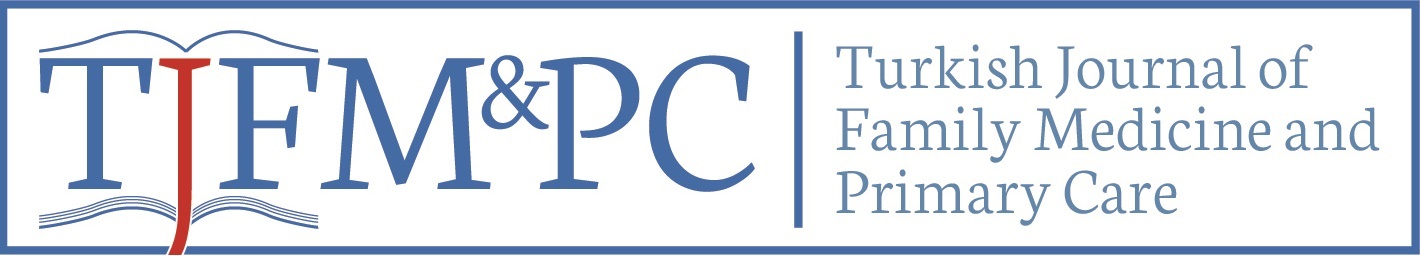 TJFM&PC
Turkish Journal of
Family Medicine and
Primary Care